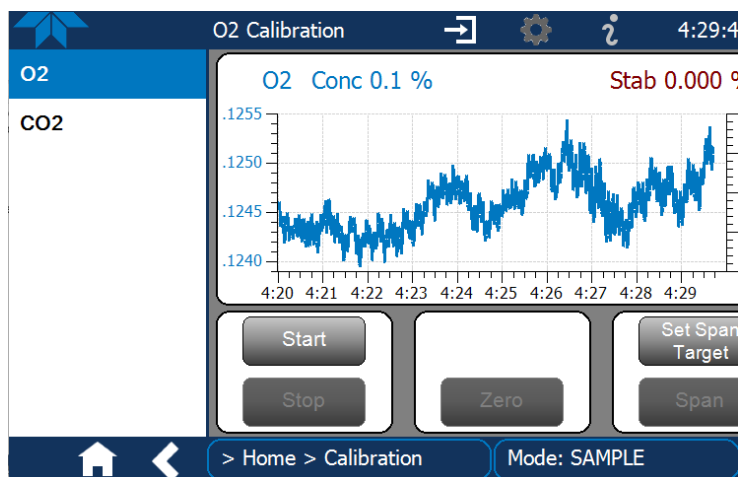 O2 Calibration
4:29:4
O2
CO2
O2 Conc 0.1 %
Stab 0.000 %
.1255
.1250
.1245
.1240
4:20 4:21 4:22 4:23 4:24 4:25 4:26 4:27 4:28 4:29
Start
Stop
Zero
Set Span
Target
Span
> Home > Calibration
Mode: SAMPLE